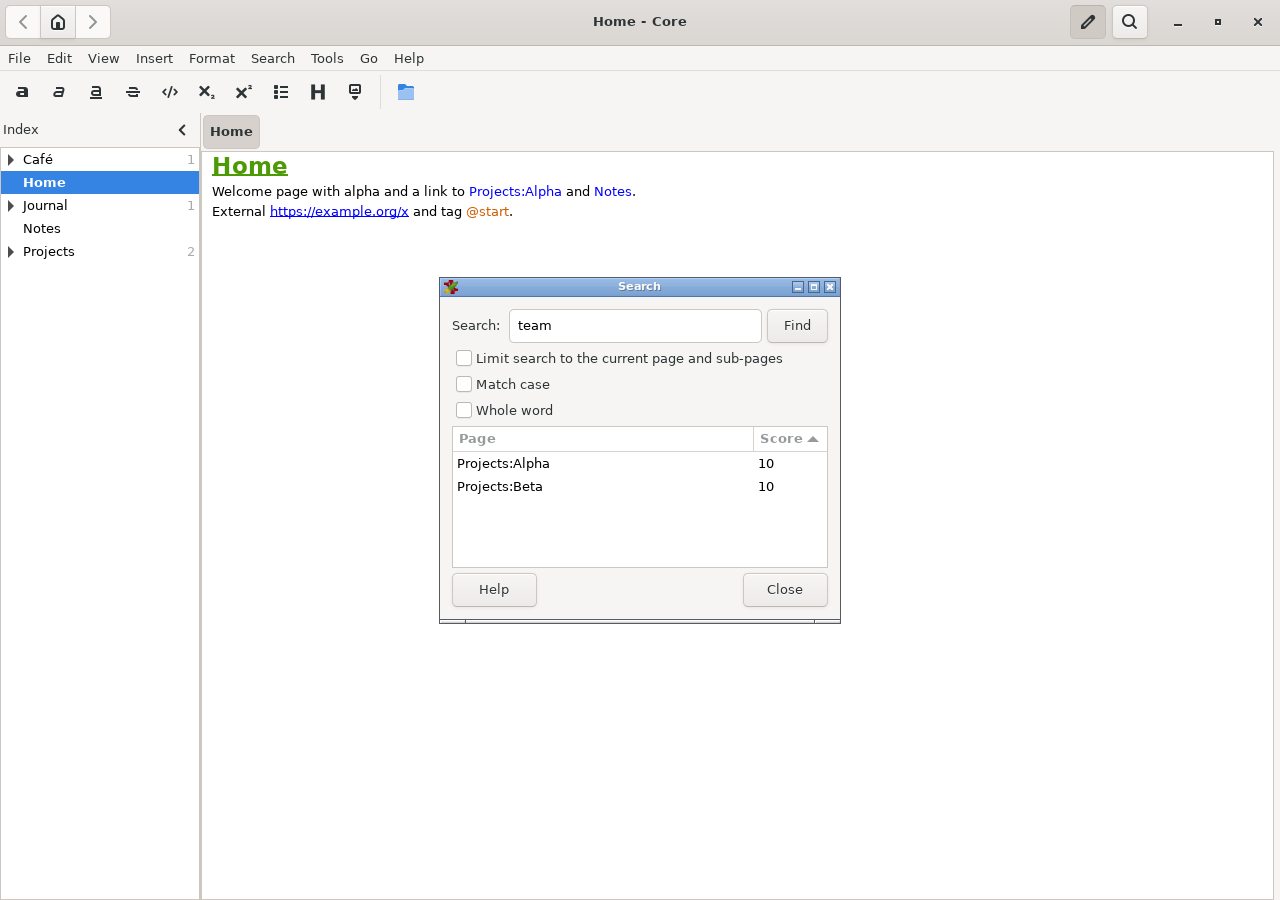 Home - Core
File Edit View Insert Format Search Tools Go Help
Index
Home
Café 1
Home
Journal 1
Notes
Projects 2
Home
Welcome page with alpha and a link to Projects:Alpha and Notes.
External https://example.org/x and tag @start.
Search
Search: team Find
Limit search to the current page and sub-pages
Match case
Whole word
Page Score
Projects:Alpha 10
Projects:Beta 10
Help Close